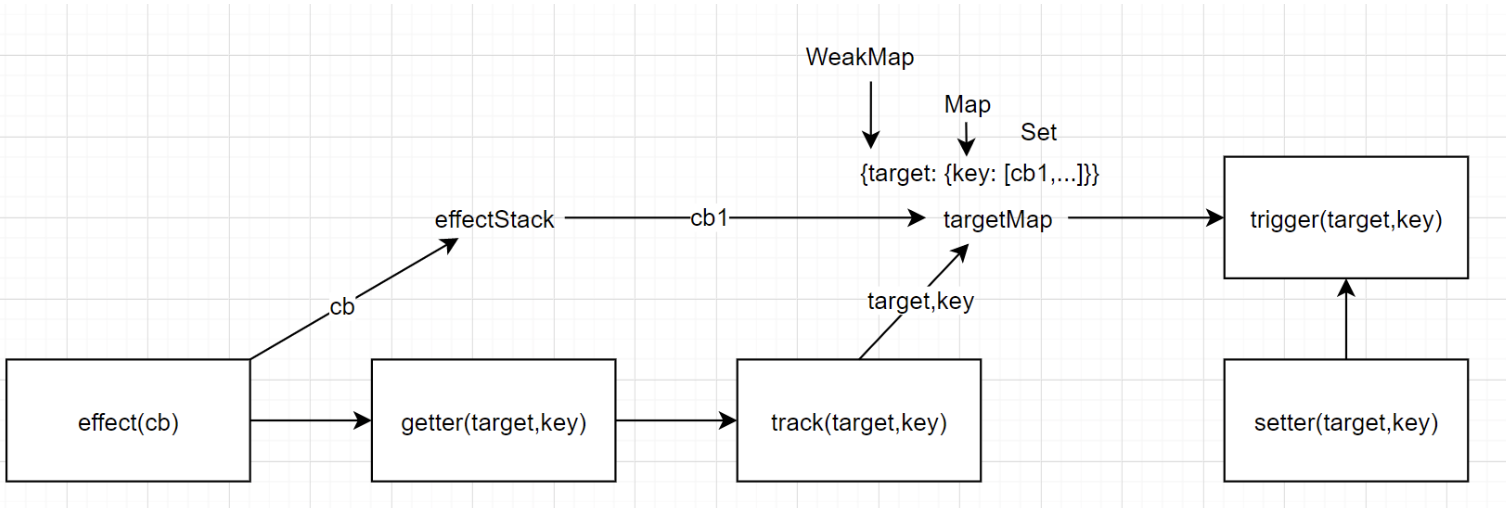 WeakMap
Map
Set
{target: {key: [cb1,...]}}
effectStack
cb1
targetMap
trigger(target,key)
cb
target,key
effect(cb)
getter(target,key)
track(target,key)
setter(target,key)